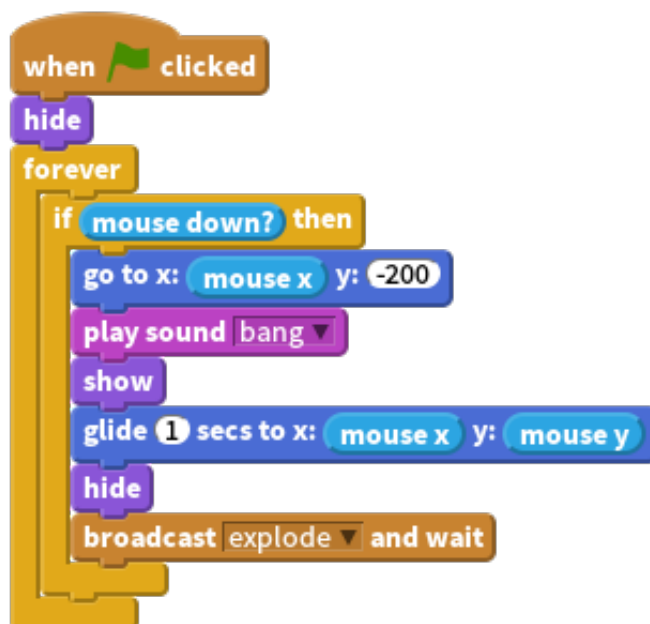 when clicked
hide
forever
if mouse down? then
go to x: mouse x y: -200
play sound bang
show
glide 1 secs to x: mouse x y: mouse y
hide
broadcast explode and wait